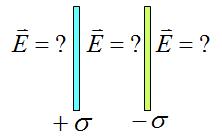 E⃗ = ? E⃗ = ? E⃗ = ?
+σ −σ